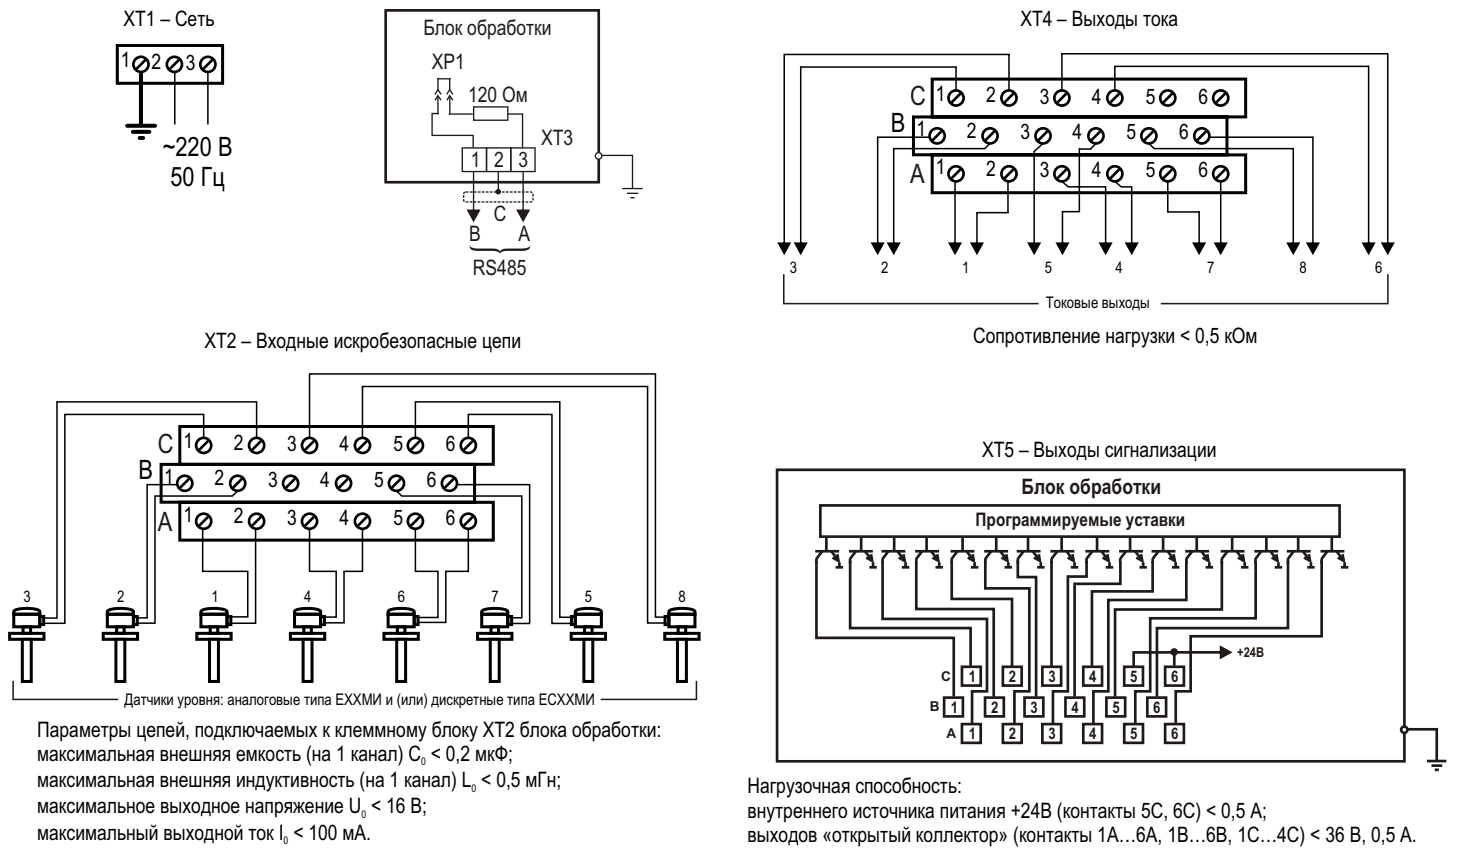 XT1 – Сеть
1 2 3
~220 В
50 Гц
Блок обработки
XP1
120 Ом
XT3
1 2 3
C
B A
RS485
XT4 – Выходы тока
C 1 2 3 4 5 6
B 1 2 3 4 5 6
A 1 2 3 4 5 6
3 2 1 5 4 7 8 6
Токовые выходы
Сопротивление нагрузки < 0,5 кОм
XT2 – Входные искробезопасные цепи
C 1 2 3 4 5 6
B 1 2 3 4 5 6
A 1 2 3 4 5 6
3 2 1 4 6 7 5 8
Датчики уровня: аналоговые типа ЕХХМИ и (или) дискретные типа ЕСХХМИ
Параметры цепей, подключаемых к клеммному блоку XT2 блока обработки:
максимальная внешняя емкость (на 1 канал) C₀ < 0,2 мкФ;
максимальная внешняя индуктивность (на 1 канал) L₀ < 0,5 мГн;
максимальное выходное напряжение U₀ < 16 В;
максимальный выходной ток I₀ < 100 мА.
XT5 – Выходы сигнализации
Блок обработки
Программируемые уставки
+24В
C 1 2 3 4 5 6
B 1 2 3 4 5 6
A 1 2 3 4 5 6
Нагрузочная способность:
внутреннего источника питания +24В (контакты 5С, 6С) < 0,5 А;
выходов «открытый коллектор» (контакты 1А…6А, 1В…6В, 1С…4С) < 36 В, 0,5 А.